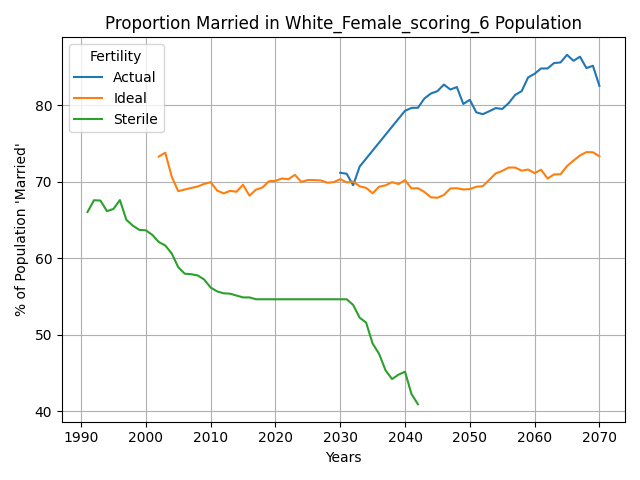 Proportion Married in White_Female_scoring_6 Population
Fertility
Actual
Ideal
Sterile
% of Population 'Married'
80
70
60
50
40
1990 2000 2010 2020 2030 2040 2050 2060 2070
Years